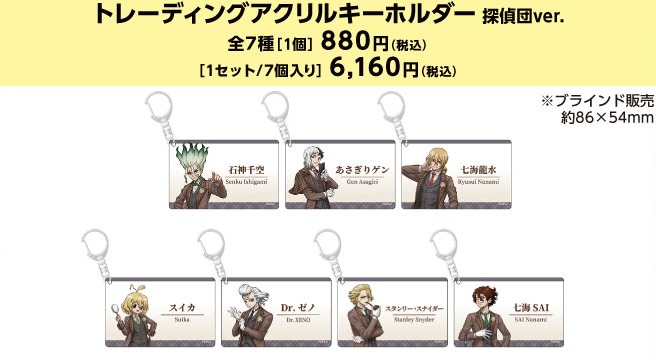 トレーディングアクリルキーホルダー 探偵団ver.
全7種[1個] 880円(税込)
[1セット/7個入り] 6,160円(税込)
※ブラインド販売
約86×54mm
石神千空
Senku Ishigami
あさぎりゲン
Gen Asagiri
七海龍水
Ryusui Nanami
スイカ
Suika
Dr. ゼノ
Dr. XENO
スタンリー・スナイダー
Stanley Snyder
七海 SAI
SAI Nanami